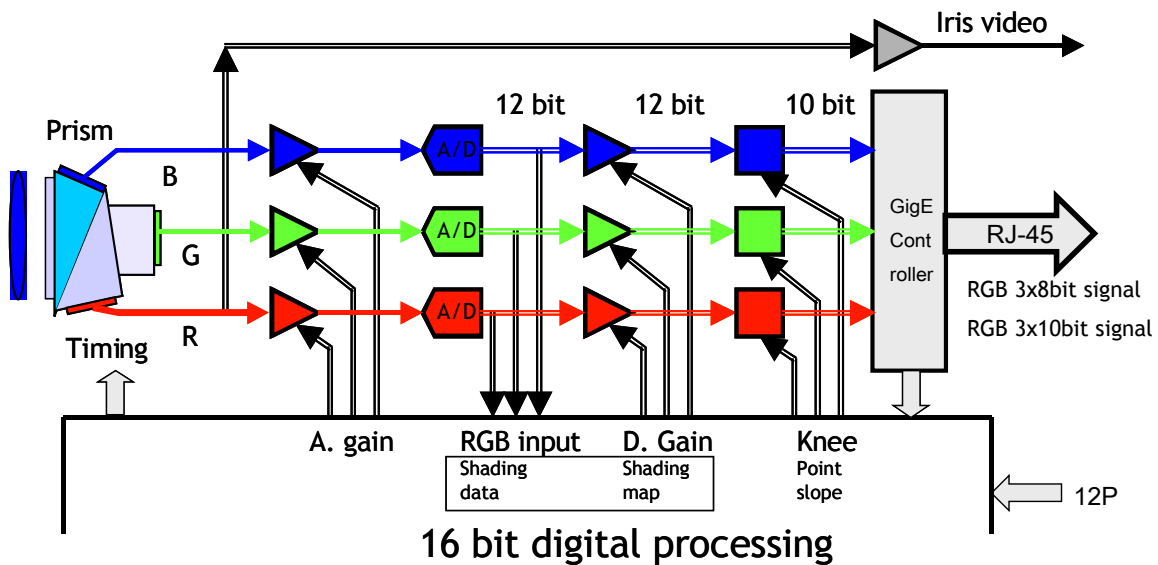 Iris video
12 bit
12 bit
10 bit
Prism
B
A/D
GigE
Cont
roller
G
A/D
RJ-45
RGB 3x8bit signal
R
A/D
RGB 3x10bit signal
Timing
A. gain
RGB input
D. Gain
Knee
Shading
data
Shading
map
Point
slope
12P
16 bit digital processing